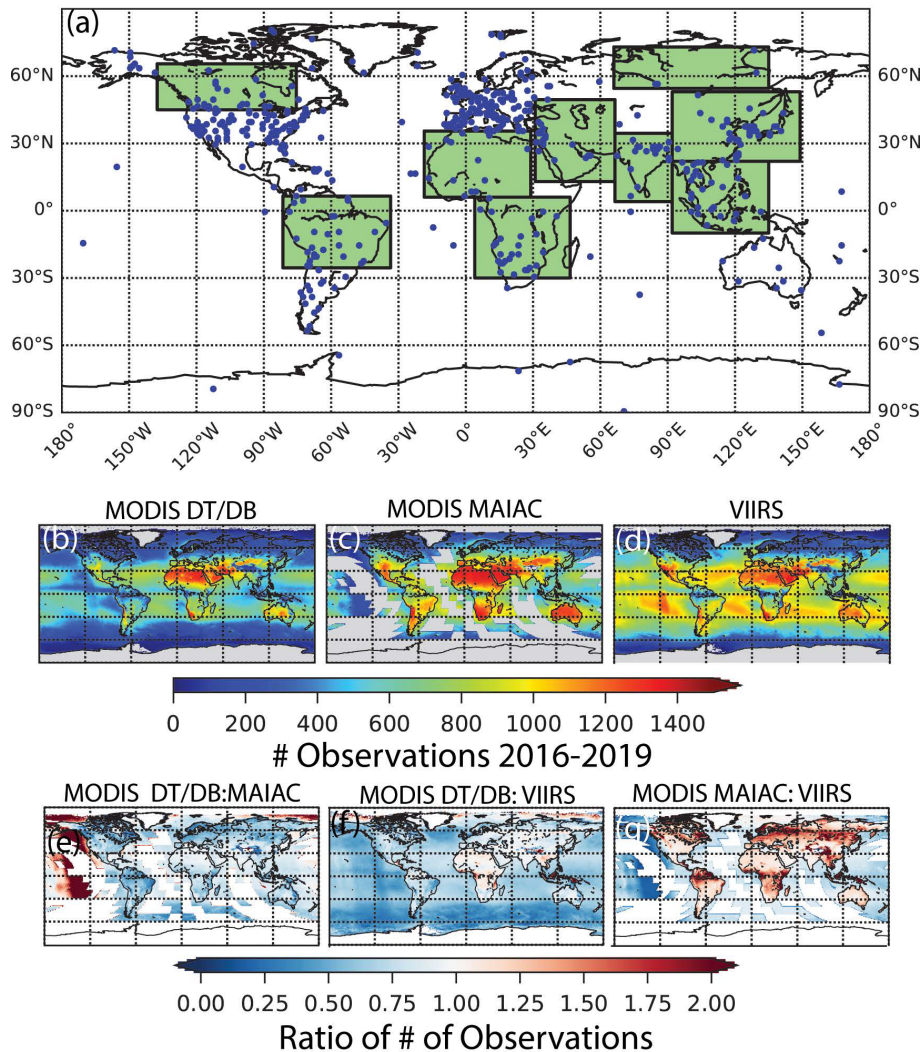 (a)
60°N
60°N
30°N
30°N
0°
0°
30°S
30°S
60°S
60°S
90°S
90°S
180°
150°W
120°W
90°W
60°W
30°W
0°
30°E
60°E
90°E
120°E
150°E
180°
MODIS DT/DB
MODIS MAIAC
VIIRS
(b)
(c)
(d)
0 200 400 600 800 1000 1200 1400
# Observations 2016-2019
MODIS DT/DB:MAIAC
MODIS DT/DB: VIIRS
MODIS MAIAC: VIIRS
(e)
(f)
(g)
0.00 0.25 0.50 0.75 1.00 1.25 1.50 1.75 2.00
Ratio of # of Observations